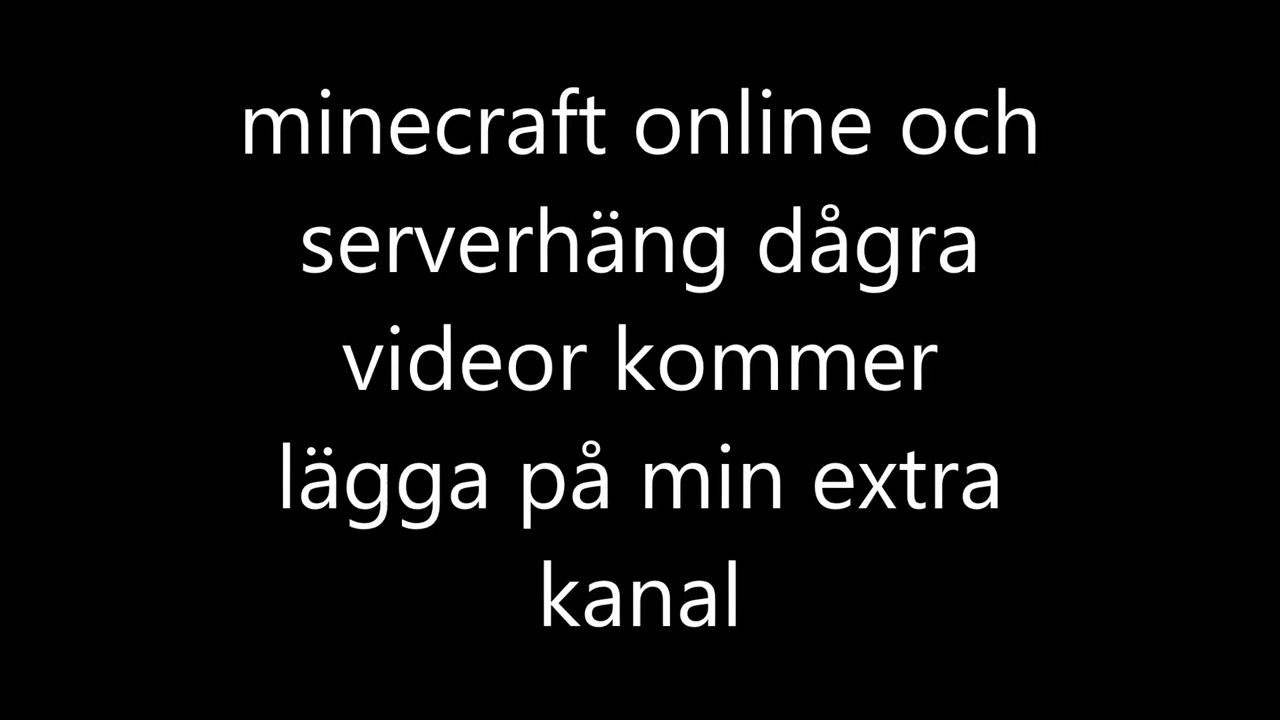 minecraft online och
serverhäng dågra
videor kommer
lägga på min extra
kanal